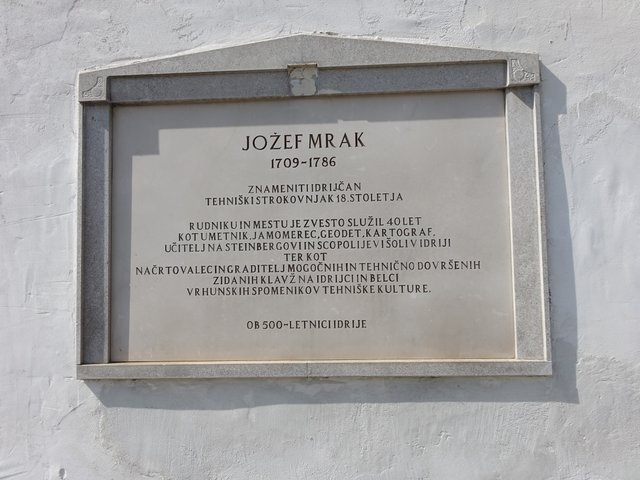 JOŽEF MRAK
1709-1786
ZNAMENITI IDRIJČAN
TEHNIŠKI STROKOVNJAK 18. STOLETJA
RUDNIKU IN MESTU JE ZVESTO SLUŽIL 40 LET
KOT UMETNIK, JAMOMEREC, GEODET, KARTOGRAF,
UČITELJ NA STEINBERGOVI IN SCOPOLIJEVI ŠOLI V IDRIJI
TER KOT
NAČRTOVALEC IN GRADITELJ MOGOČNIH IN TEHNIČNO DOVRŠENIH
ZIDANIH KLAVŽ NA IDRIJCI IN BELCI
VRHUNSKIH SPOMENIKOV TEHNIŠKE KULTURE.
OB 500-LETNICI IDRIJE